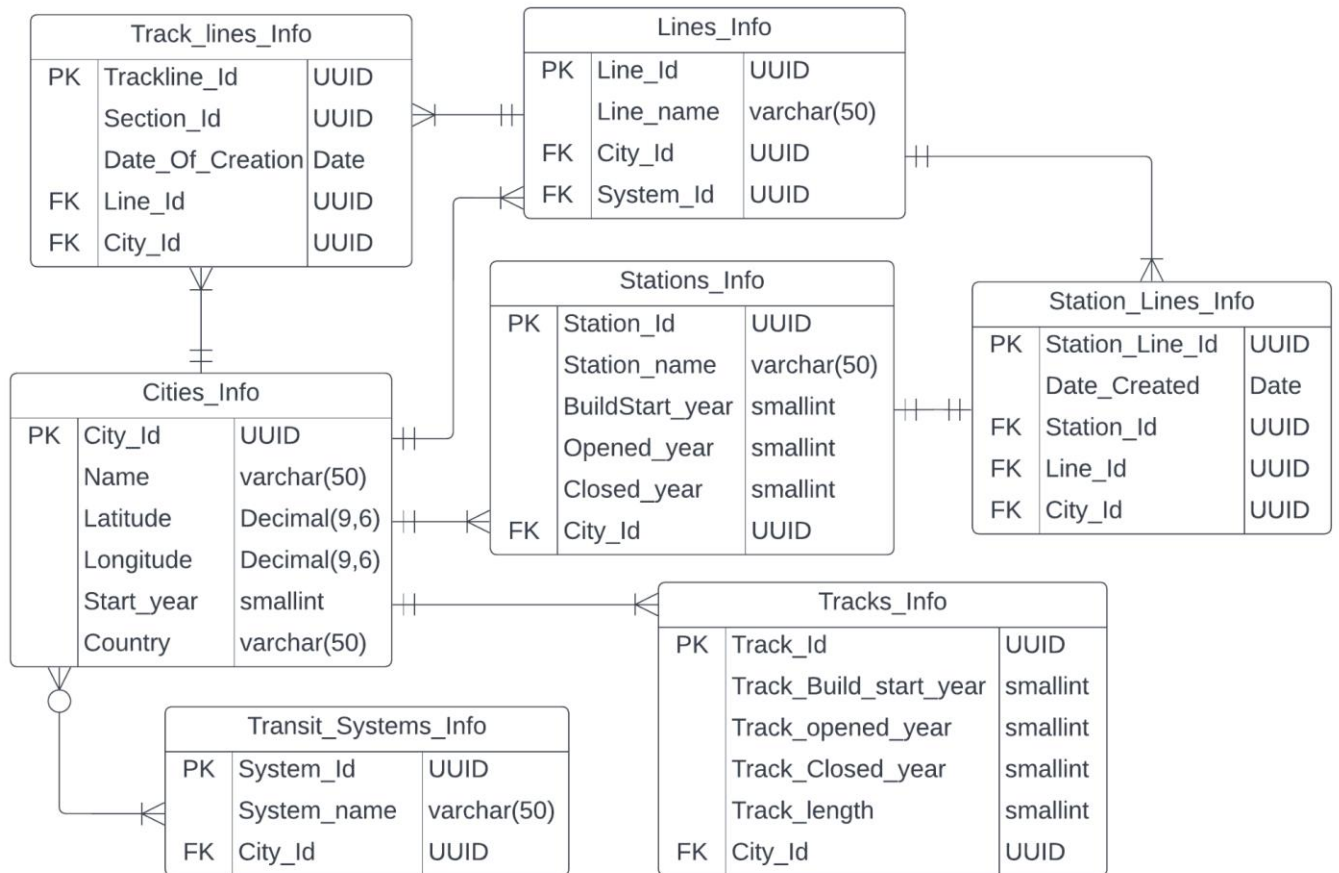 Track_lines_Info
PK Trackline_Id UUID
Section_Id UUID
Date_Of_Creation Date
FK Line_Id UUID
FK City_Id UUID
Lines_Info
PK Line_Id UUID
Line_name varchar(50)
FK City_Id UUID
FK System_Id UUID
Stations_Info
PK Station_Id UUID
Station_name varchar(50)
BuildStart_year smallint
Opened_year smallint
Closed_year smallint
FK City_Id UUID
Station_Lines_Info
PK Station_Line_Id UUID
Date_Created Date
FK Station_Id UUID
FK Line_Id UUID
FK City_Id UUID
Cities_Info
PK City_Id UUID
Name varchar(50)
Latitude Decimal(9,6)
Longitude Decimal(9,6)
Start_year smallint
Country varchar(50)
Tracks_Info
PK Track_Id UUID
Track_Build_start_year smallint
Track_opened_year smallint
Track_Closed_year smallint
Track_length smallint
FK City_Id UUID
Transit_Systems_Info
PK System_Id UUID
System_name varchar(50)
FK City_Id UUID